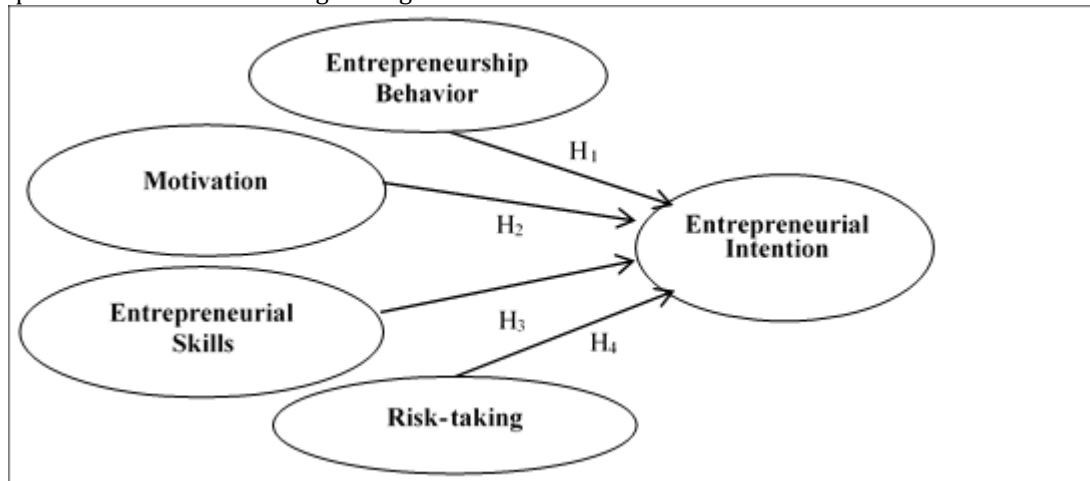 Entrepreneurship
Behavior
H1
Motivation
H2
Entrepreneurial
Intention
Entrepreneurial
Skills
H3
H4
Risk-taking